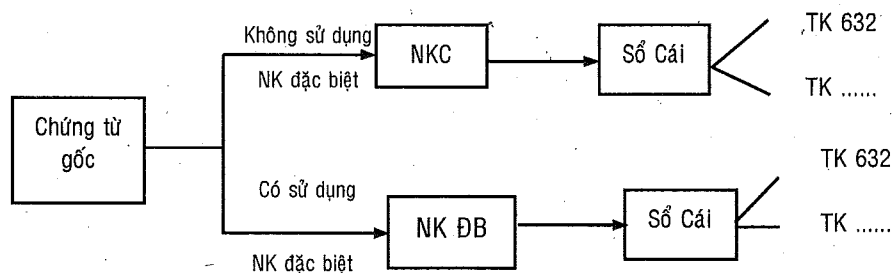 Chứng từ
gốc
Không sử dụng
NK đặc biệt
NKC
Sổ Cái
TK 632
TK ......
Có sử dụng
NK đặc biệt
NK ĐB
Sổ Cái
TK 632
TK ......